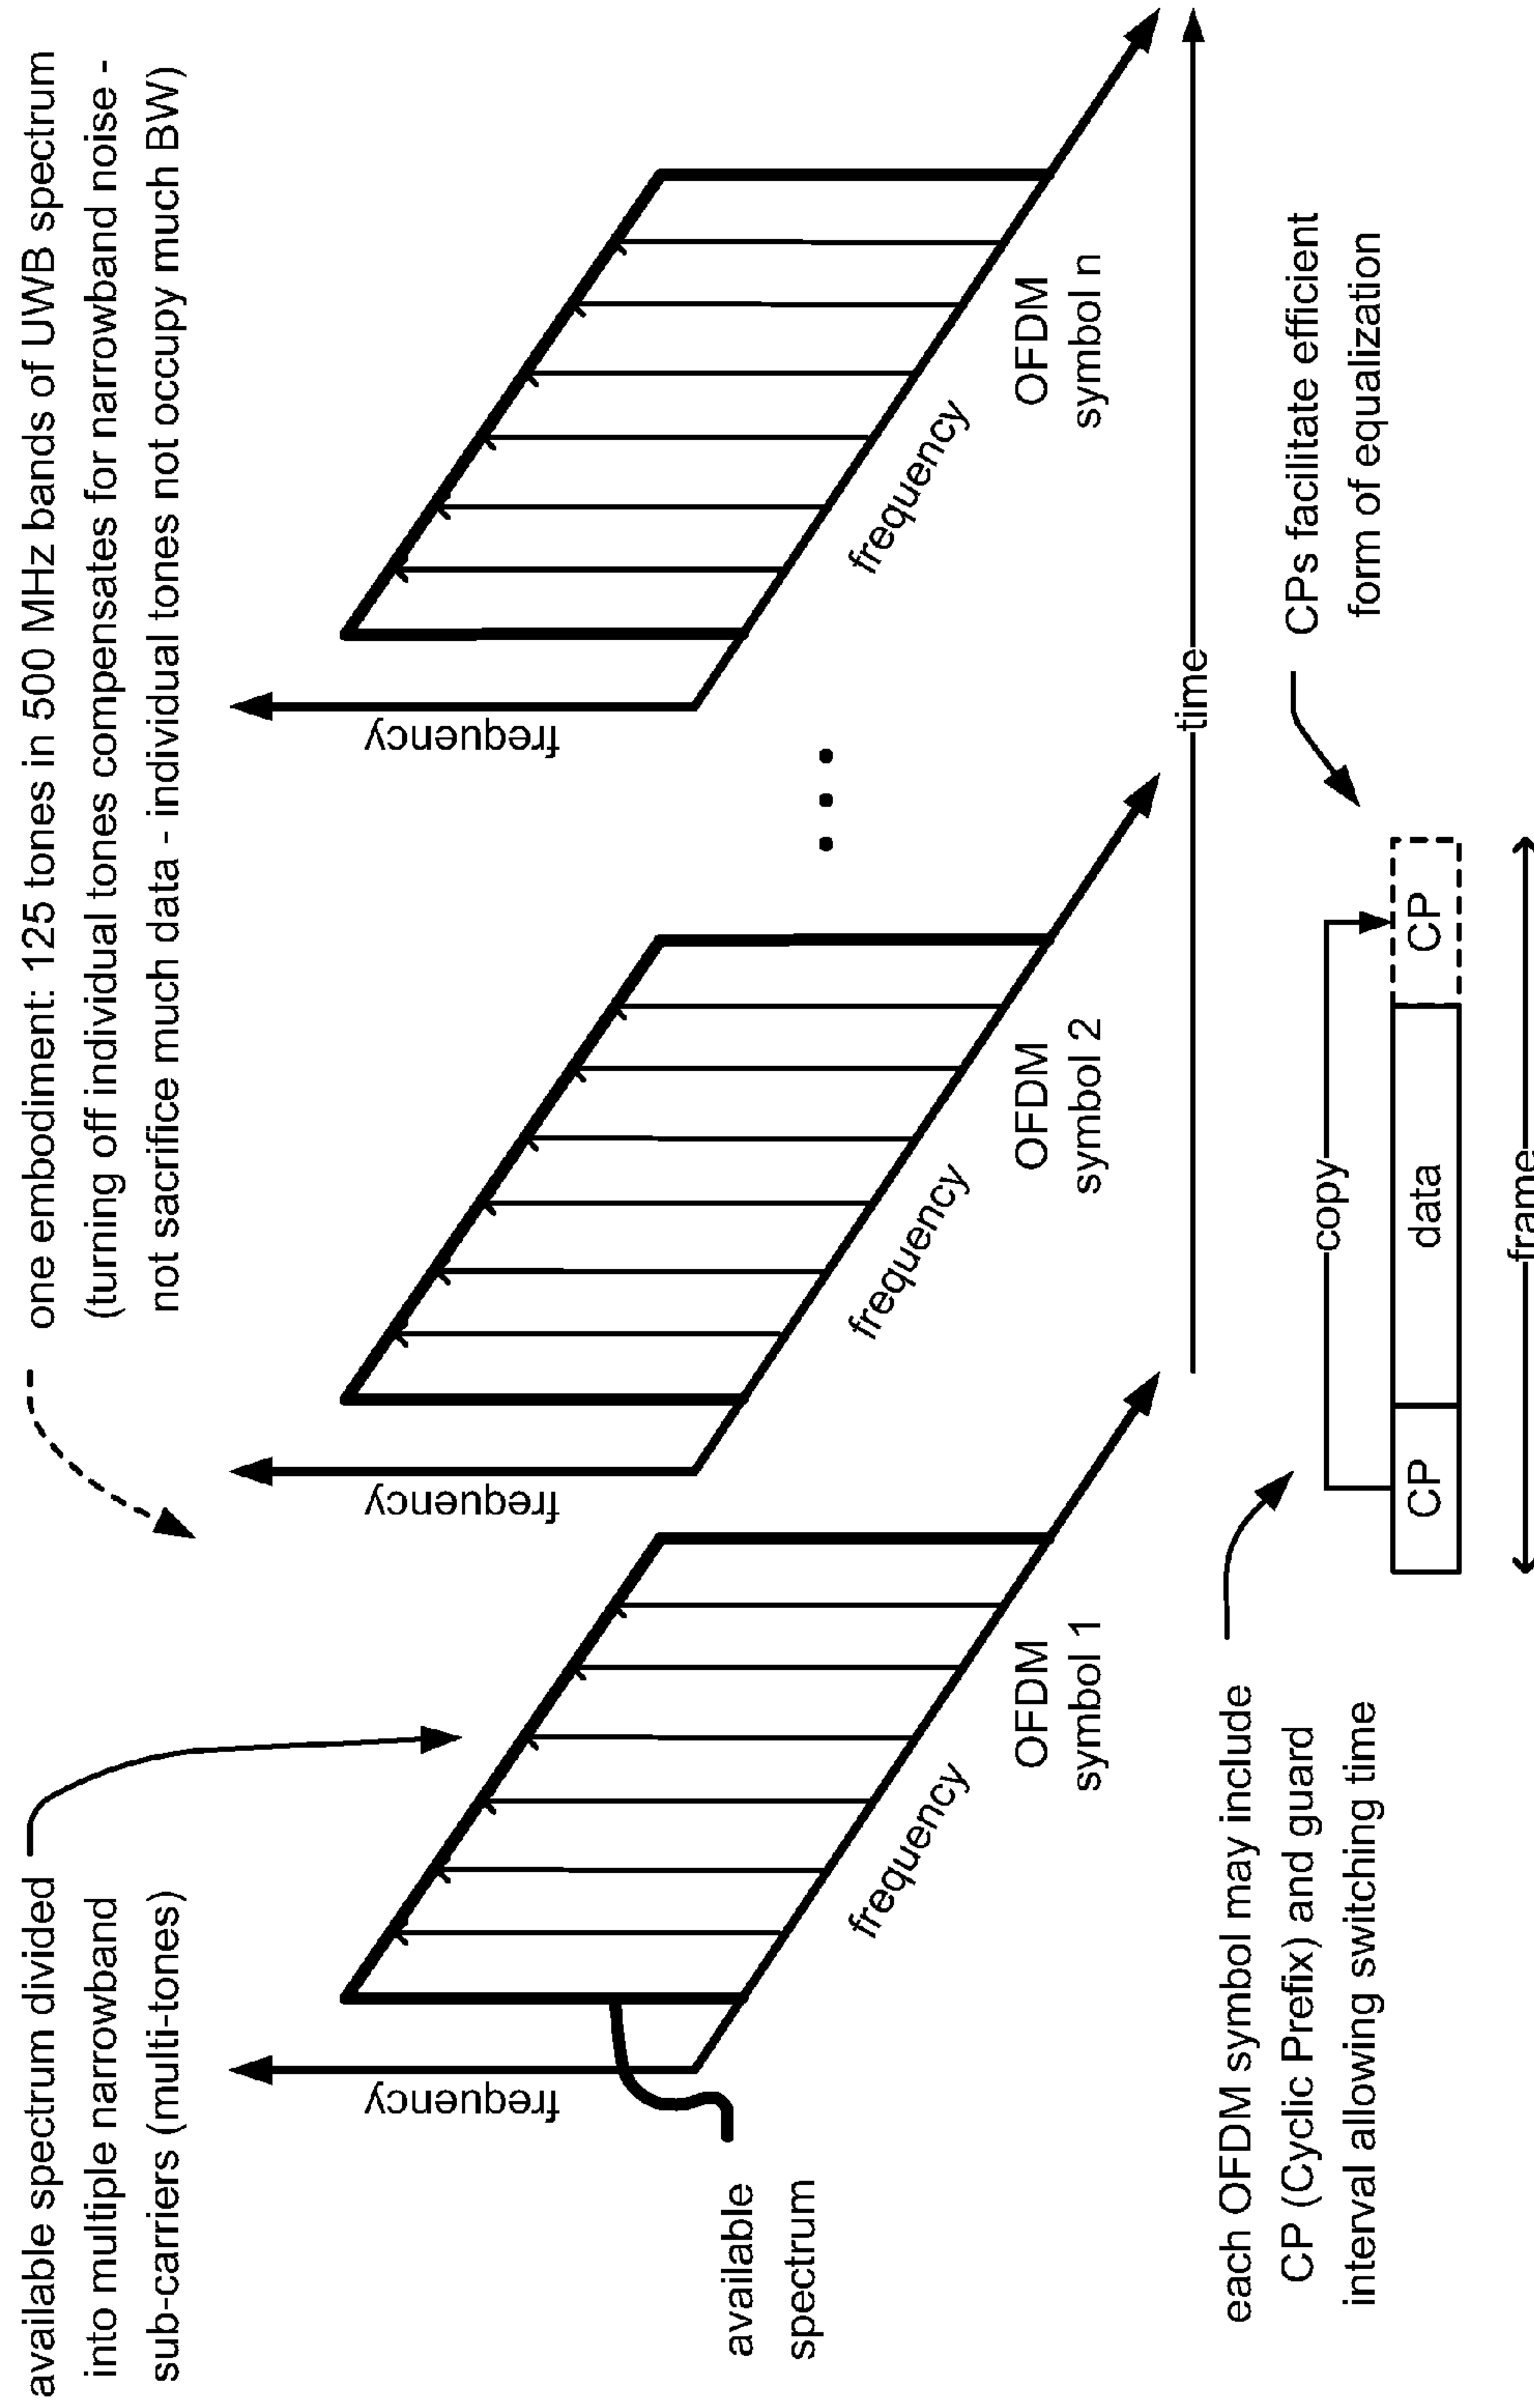 available spectrum divided
into multiple narrowband
sub-carriers (multi-tones)
one embodiment: 125 tones in 500 MHz bands of UWB spectrum
(turning off individual tones compensates for narrowband noise -
not sacrifice much data - individual tones not occupy much BW)
frequency
frequency
frequency
available
spectrum
frequency
frequency
frequency
OFDM
symbol 1
OFDM
symbol 2
OFDM
symbol n
time
each OFDM symbol may include
CP (Cyclic Prefix) and guard
interval allowing switching time
CPs facilitate efficient
form of equalization
copy
CP
data
CP
frame